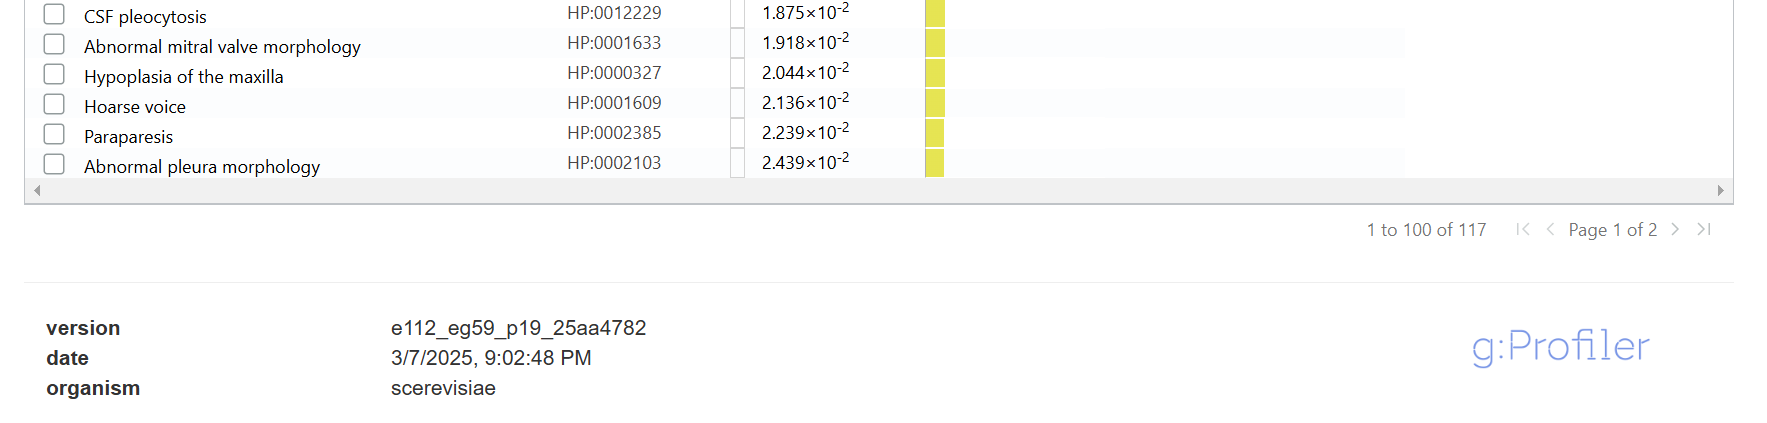 CSF pleocytosis HP:0012229 1.875×10⁻²
Abnormal mitral valve morphology HP:0001633 1.918×10⁻²
Hypoplasia of the maxilla HP:0000327 2.044×10⁻²
Hoarse voice HP:0001609 2.136×10⁻²
Paraparesis HP:0002385 2.239×10⁻²
Abnormal pleura morphology HP:0002103 2.439×10⁻²
1 to 100 of 117 Page 1 of 2
version e112_eg59_p19_25aa4782
date 3/7/2025, 9:02:48 PM
organism scerevisiae
g:Profiler